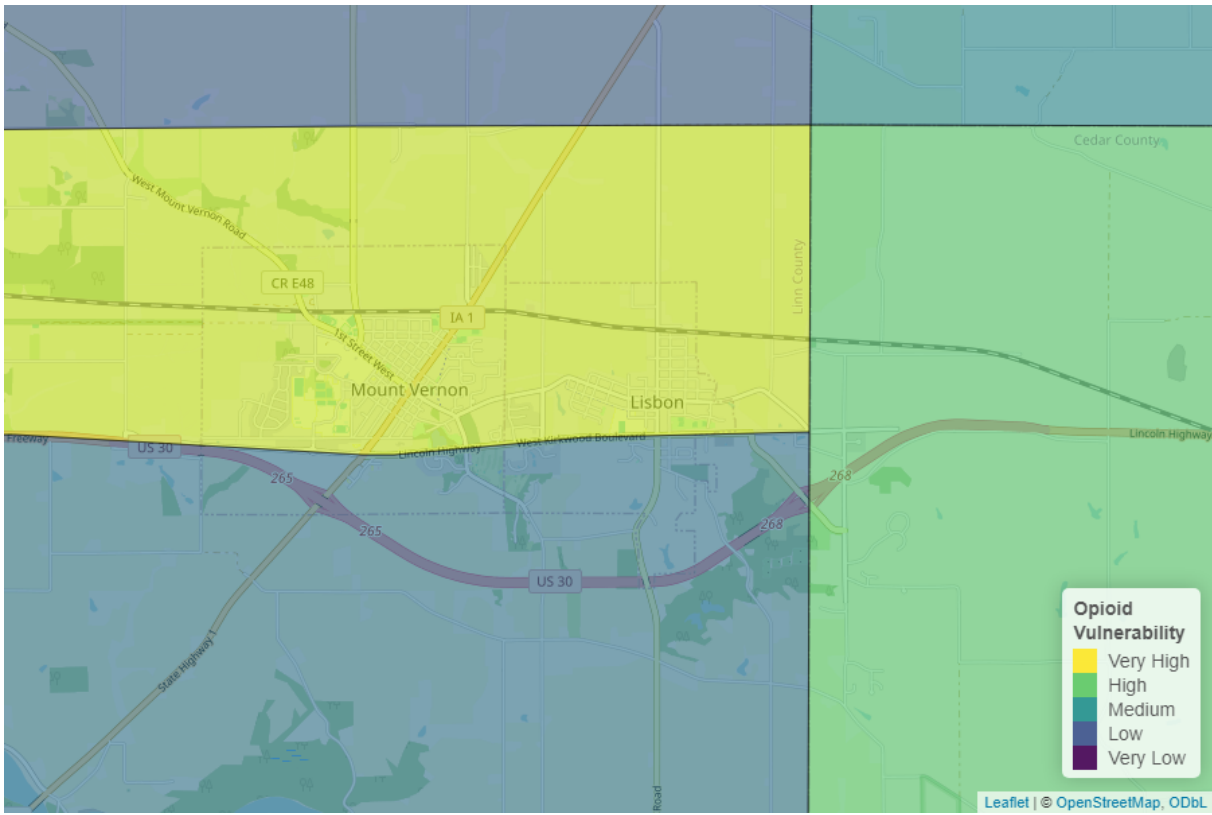 Cedar County
West Mount Vernon Road
Linn County
CR E48
IA 1
1st Street West
Mount Vernon
Lisbon
Freeway
US 30
Lincoln Highway
West Kirkwood Boulevard
Lincoln Highway
265
268
265
268
US 30
State Highway 1
Road
Opioid
Vulnerability
Very High
High
Medium
Low
Very Low
Leaflet | © OpenStreetMap, ODbL